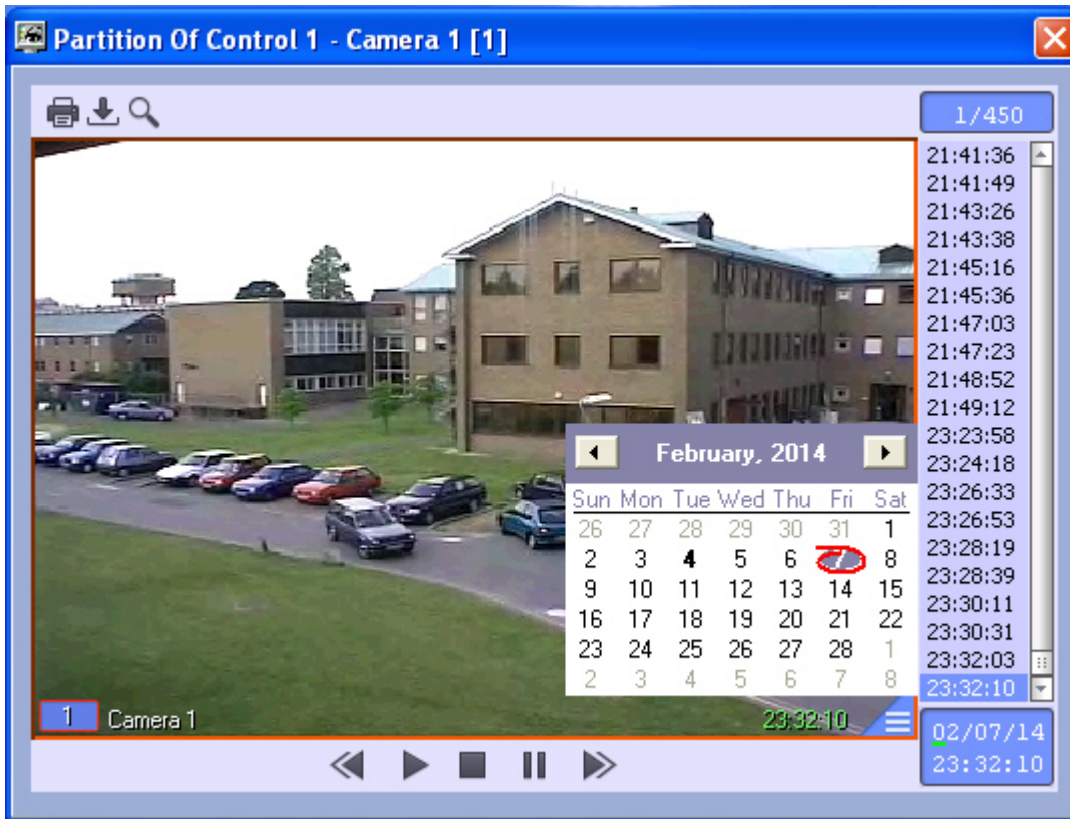 Partition Of Control 1 - Camera 1 [1]
1/450
21:41:36
21:41:49
21:43:26
21:43:38
21:45:16
21:45:36
21:47:03
21:47:23
21:48:52
21:49:12
23:23:58
23:24:18
23:26:33
23:26:53
23:28:19
23:28:39
23:30:11
23:30:31
23:32:03
23:32:10
February, 2014
Sun Mon Tue Wed Thu Fri Sat
26 27 28 29 30 31 1
2 3 4 5 6 7 8
9 10 11 12 13 14 15
16 17 18 19 20 21 22
23 24 25 26 27 28 1
2 3 4 5 6 7 8
1 Camera 1 23:32:10
02/07/14
23:32:10